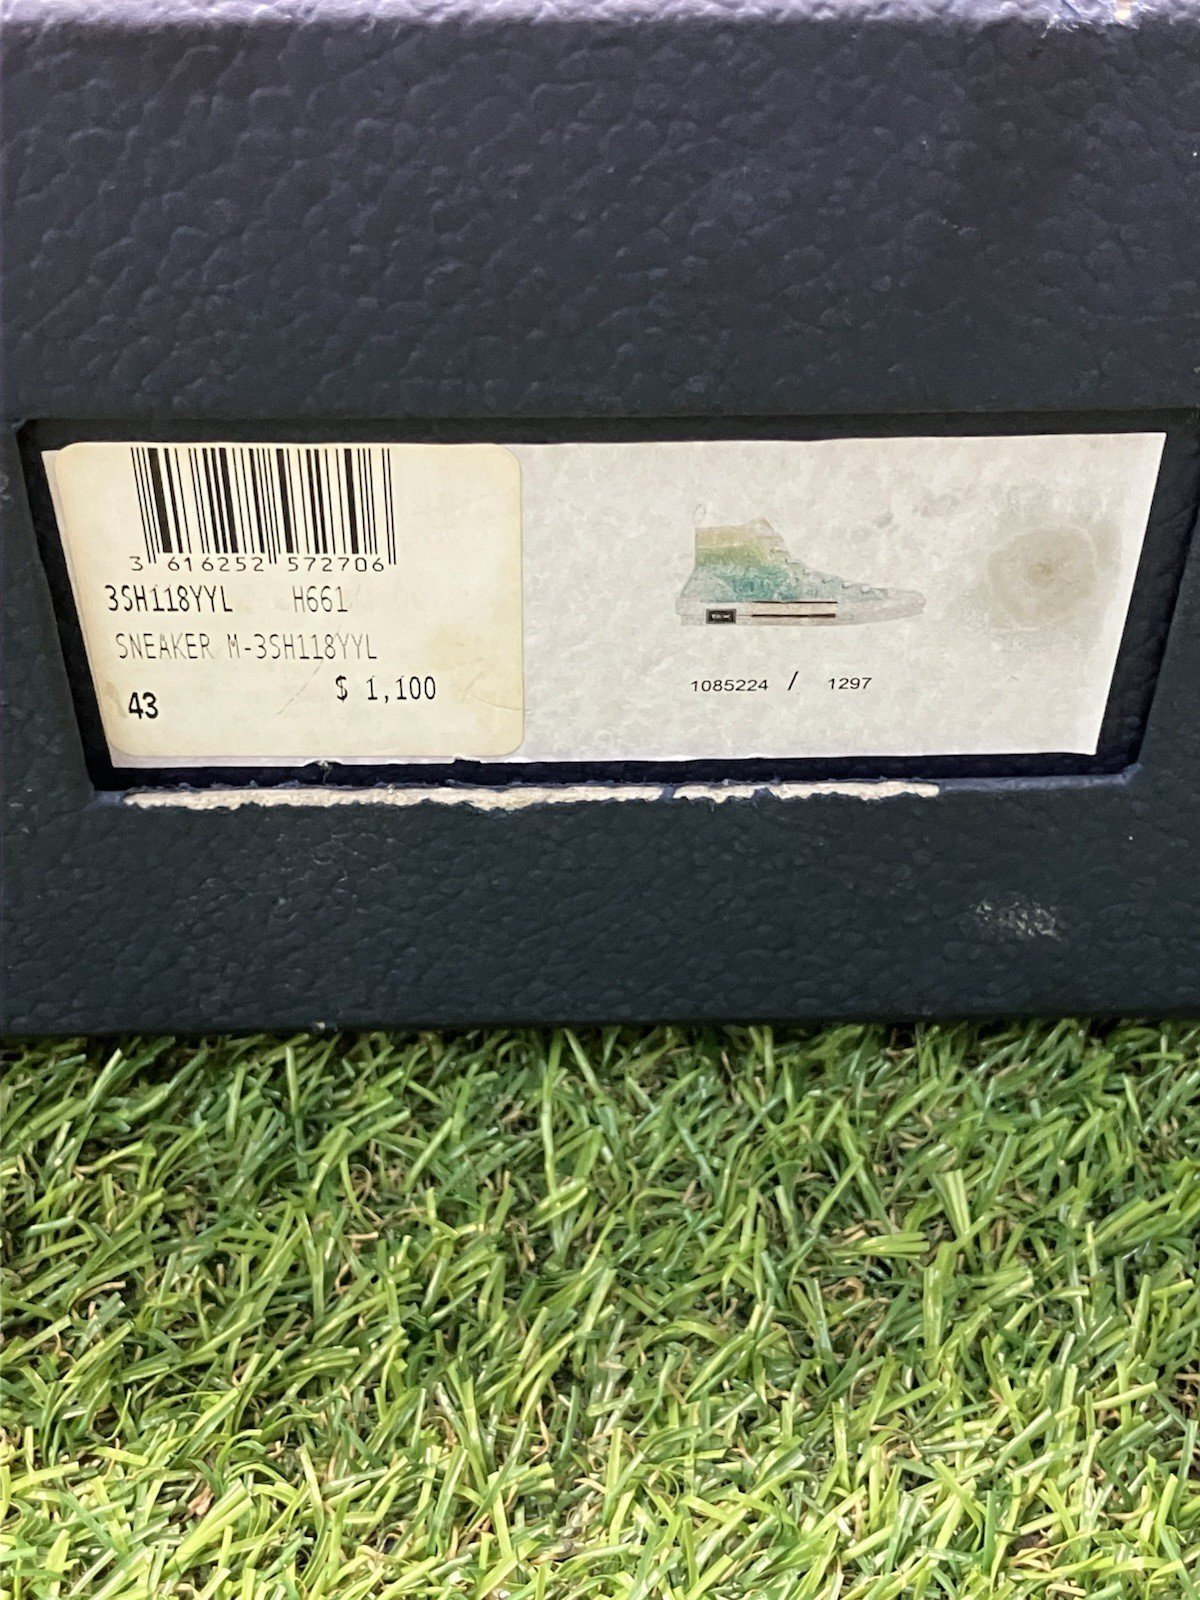 3 616252 572706
3SH118YYL H661
SNEAKER M-3SH118YYL
$ 1,100
43
1085224 / 1297